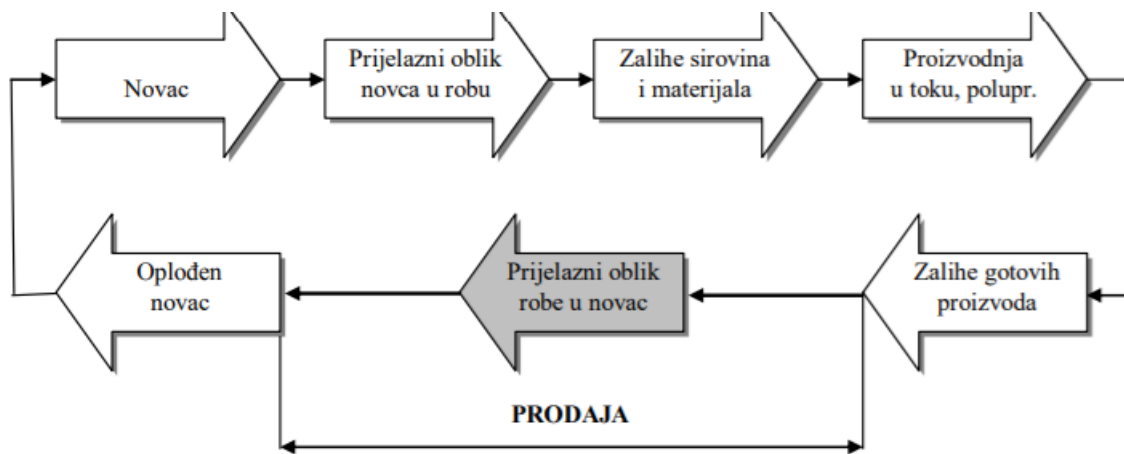 Novac
Prijelazni oblik
novca u robu
Zalihe sirovina
i materijala
Proizvodnja
u toku, polupr.
Oplođen
novac
Prijelazni oblik
robe u novac
Zalihe gotovih
proizvoda
PRODAJA